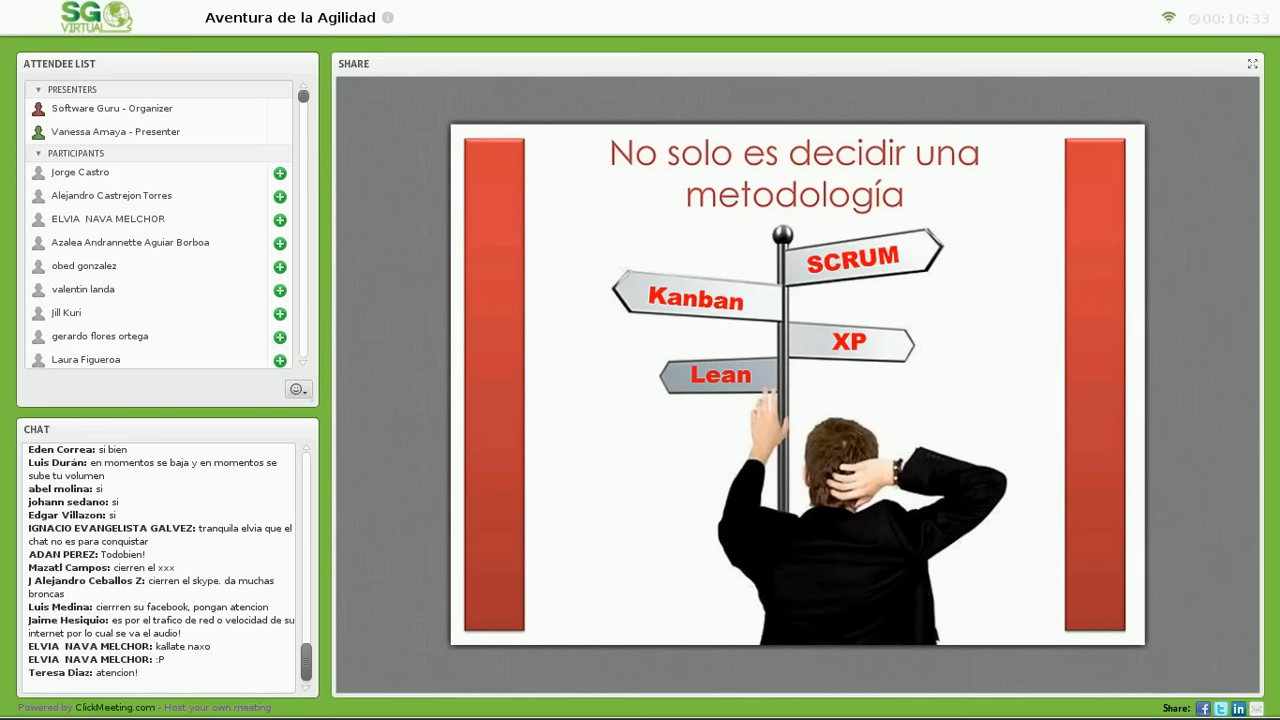 SG
VIRTUAL
Aventura de la Agilidad
00:10:33
ATTENDEE LIST
PRESENTERS
Software Guru - Organizer
Vanessa Amaya - Presenter
PARTICIPANTS
Jorge Castro
Alejandro Castrejon Torres
ELVIA NAVA MELCHOR
Azalea Andrannette Aguiar Borboa
obed gonzalez
valentin landa
Jill Kuri
gerardo flores ortega
Laura Figueroa
CHAT
Eden Correa: si bien
Luis Durán: en momentos se baja y en momentos se
sube tu volumen
abel molina: si
johann sedano: si
Edgar Villazon: si
IGNACIO EVANGELISTA GALVEZ: tranquila elvia que el
chat no es para conquistar
ADAN PEREZ: Todobien!
Mazatl Campos: cierren el xxx
J Alejandro Ceballos Z: cierren el skype. da muchas
broncas
Luis Medina: cierrren su facebook, pongan atencion
Jaime Hesiquio: es por el trafico de red o velocidad de su
internet por lo cual se va el audio!
ELVIA NAVA MELCHOR: kallate naxo
ELVIA NAVA MELCHOR: :P
Teresa Diaz: atencion!
SHARE
No solo es decidir una
metodología
SCRUM
Kanban
XP
Lean
Powered by ClickMeeting.com - Host your own meeting
Share: